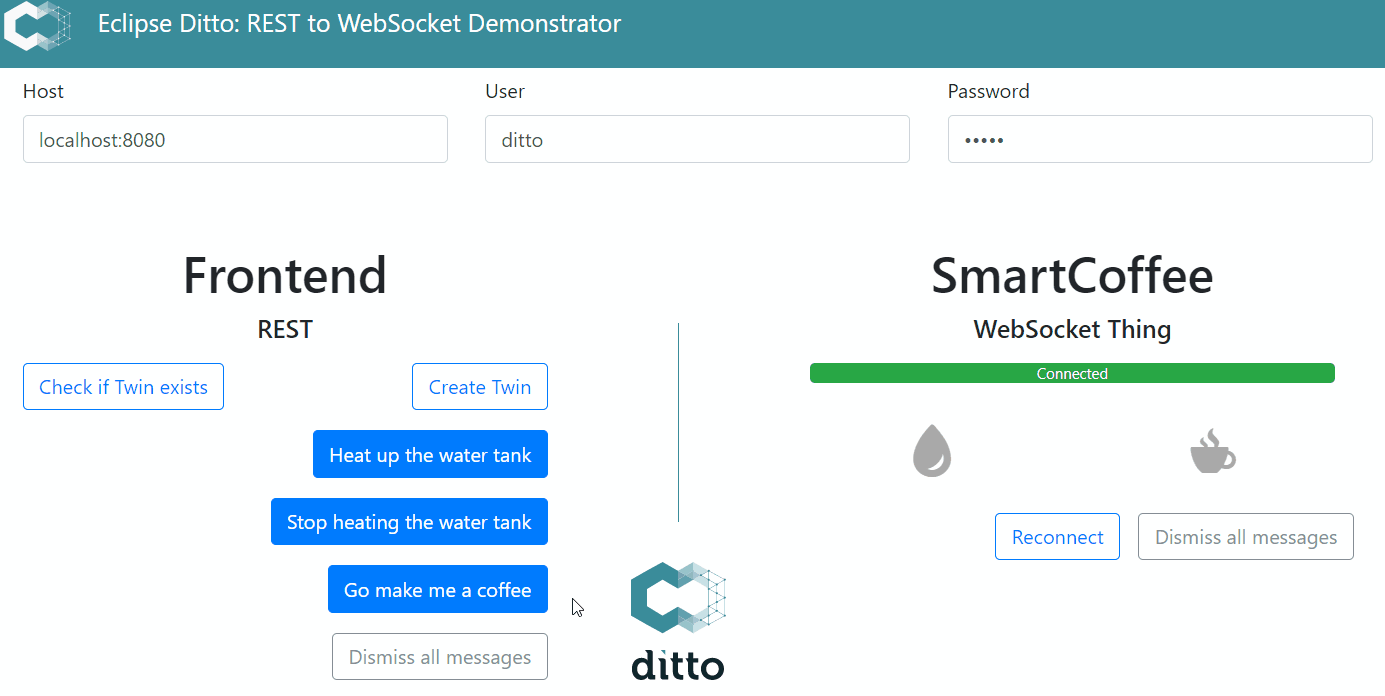 Eclipse Ditto: REST to WebSocket Demonstrator
Host
User
Password
localhost:8080
ditto
•••••
Frontend
REST
Check if Twin exists
Create Twin
Heat up the water tank
Stop heating the water tank
Go make me a coffee
Dismiss all messages
ditto
SmartCoffee
WebSocket Thing
Connected
Reconnect
Dismiss all messages